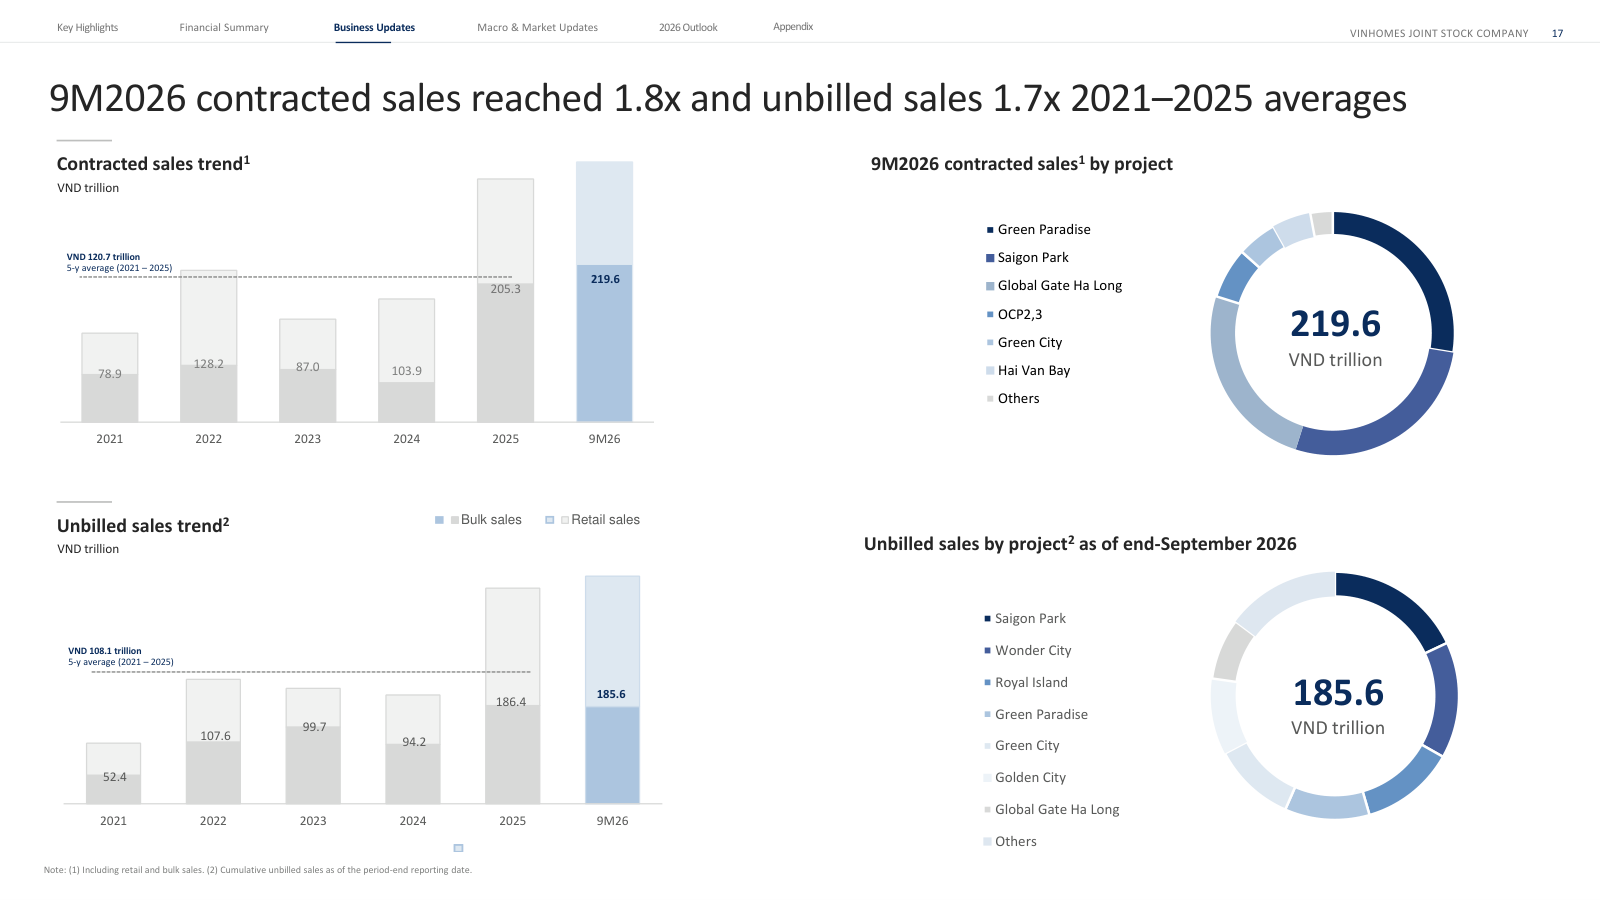 Key Highlights
Financial Summary
Business Updates
Macro & Market Updates
2026 Outlook
Appendix
VINHOMES JOINT STOCK COMPANY 17
9M2026 contracted sales reached 1.8x and unbilled sales 1.7x 2021–2025 averages
Contracted sales trend1
VND trillion
VND 120.7 trillion
5-y average (2021 – 2025)
78.9
128.2
87.0
103.9
205.3
219.6
2021
2022
2023
2024
2025
9M26
9M2026 contracted sales1 by project
Green Paradise
Saigon Park
Global Gate Ha Long
OCP2,3
Green City
Hai Van Bay
Others
219.6
VND trillion
Unbilled sales trend2
VND trillion
Bulk sales
Retail sales
VND 108.1 trillion
5-y average (2021 – 2025)
52.4
107.6
99.7
94.2
186.4
185.6
2021
2022
2023
2024
2025
9M26
Unbilled sales by project2 as of end-September 2026
Saigon Park
Wonder City
Royal Island
Green Paradise
Green City
Golden City
Global Gate Ha Long
Others
185.6
VND trillion
Note: (1) Including retail and bulk sales. (2) Cumulative unbilled sales as of the period-end reporting date.